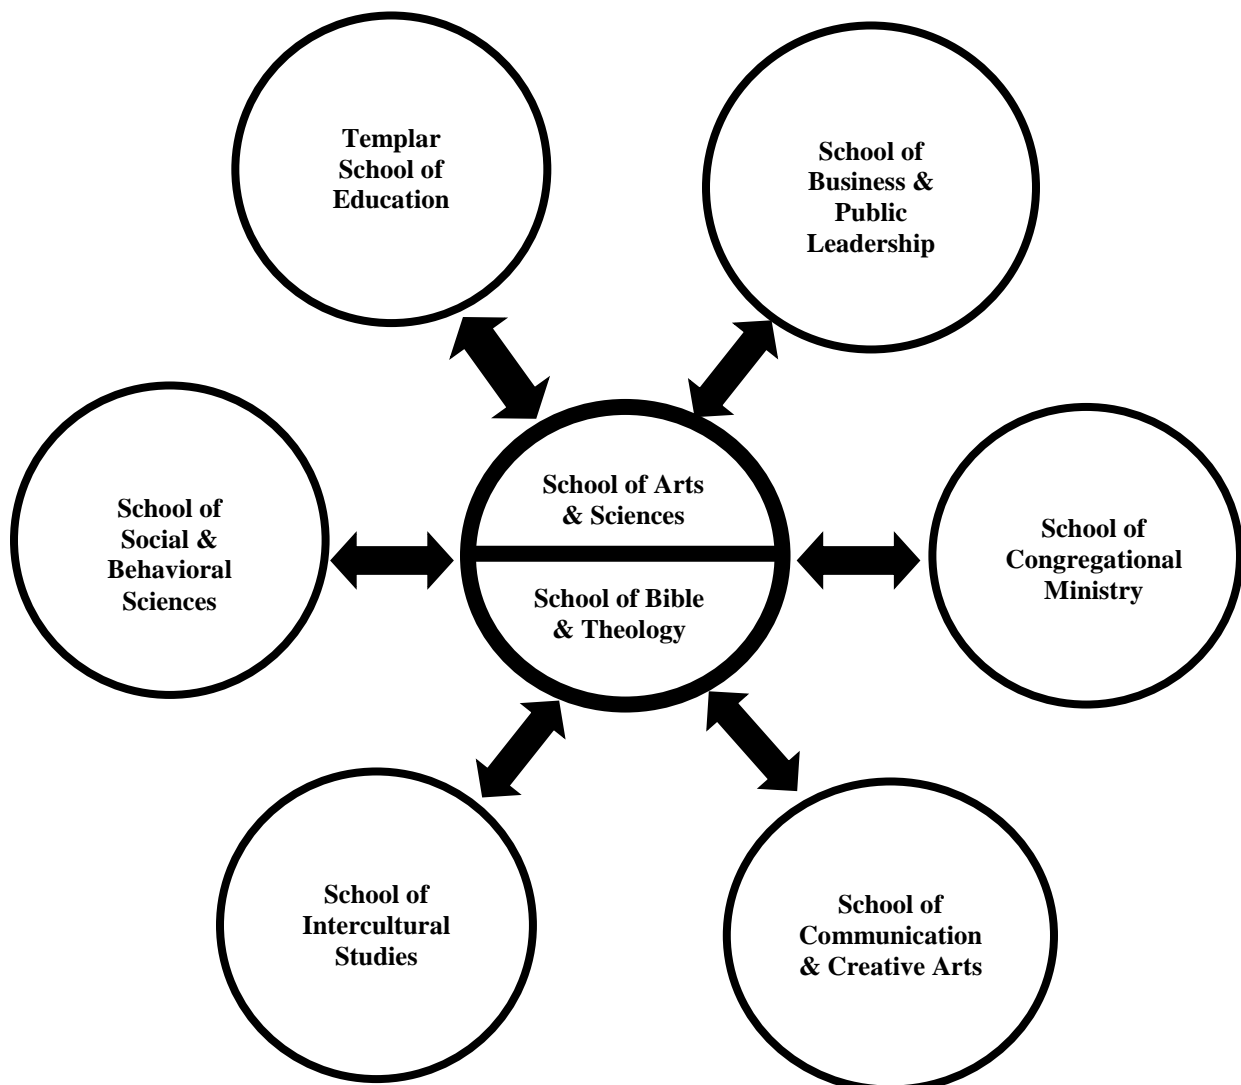 Templar
School of
Education
School of
Business &
Public
Leadership
School of
Social &
Behavioral
Sciences
School of Arts
& Sciences
School of Bible
& Theology
School of
Congregational
Ministry
School of
Intercultural
Studies
School of
Communication
& Creative Arts